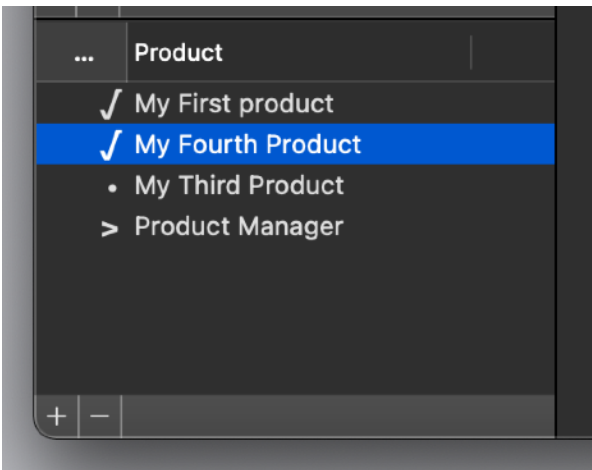 ... Product
√ My First product
√ My Fourth Product
• My Third Product
> Product Manager
+ −